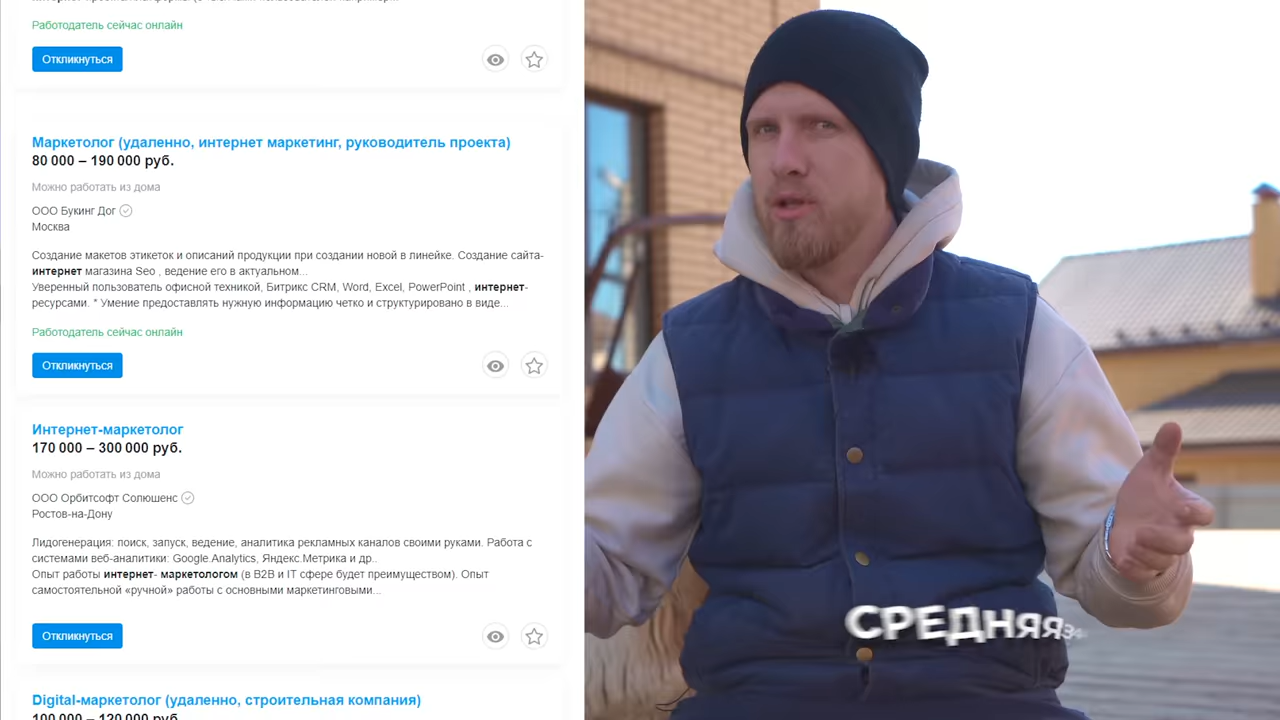 Работодатель сейчас онлайн
Откликнуться
Маркетолог (удаленно, интернет маркетинг, руководитель проекта)
80 000 – 190 000 руб.
Можно работать из дома
ООО Букинг Дог
Москва
Создание макетов этикеток и описаний продукции при создании новой в линейке. Создание сайта-
интернет магазина Seo , ведение его в актуальном...
Уверенный пользователь офисной техникой, Битрикс CRM, Word, Excel, PowerPoint , интернет-
ресурсами. * Умение предоставлять нужную информацию четко и структурировано в виде...
Работодатель сейчас онлайн
Откликнуться
Интернет-маркетолог
170 000 – 300 000 руб.
Можно работать из дома
ООО Орбитсофт Солюшенс
Ростов-на-Дону
Лидогенерация: поиск, запуск, ведение, аналитика рекламных каналов своими руками. Работа с
системами веб-аналитики: Google.Analytics, Яндекс.Метрика и др..
Опыт работы интернет- маркетологом (в B2B и IT сфере будет преимуществом). Опыт
самостоятельной «ручной» работы с основными маркетинговыми...
Откликнуться
Digital-маркетолог (удаленно, строительная компания)
100 000 – 120 000 руб.
СРЕДНЯЯ